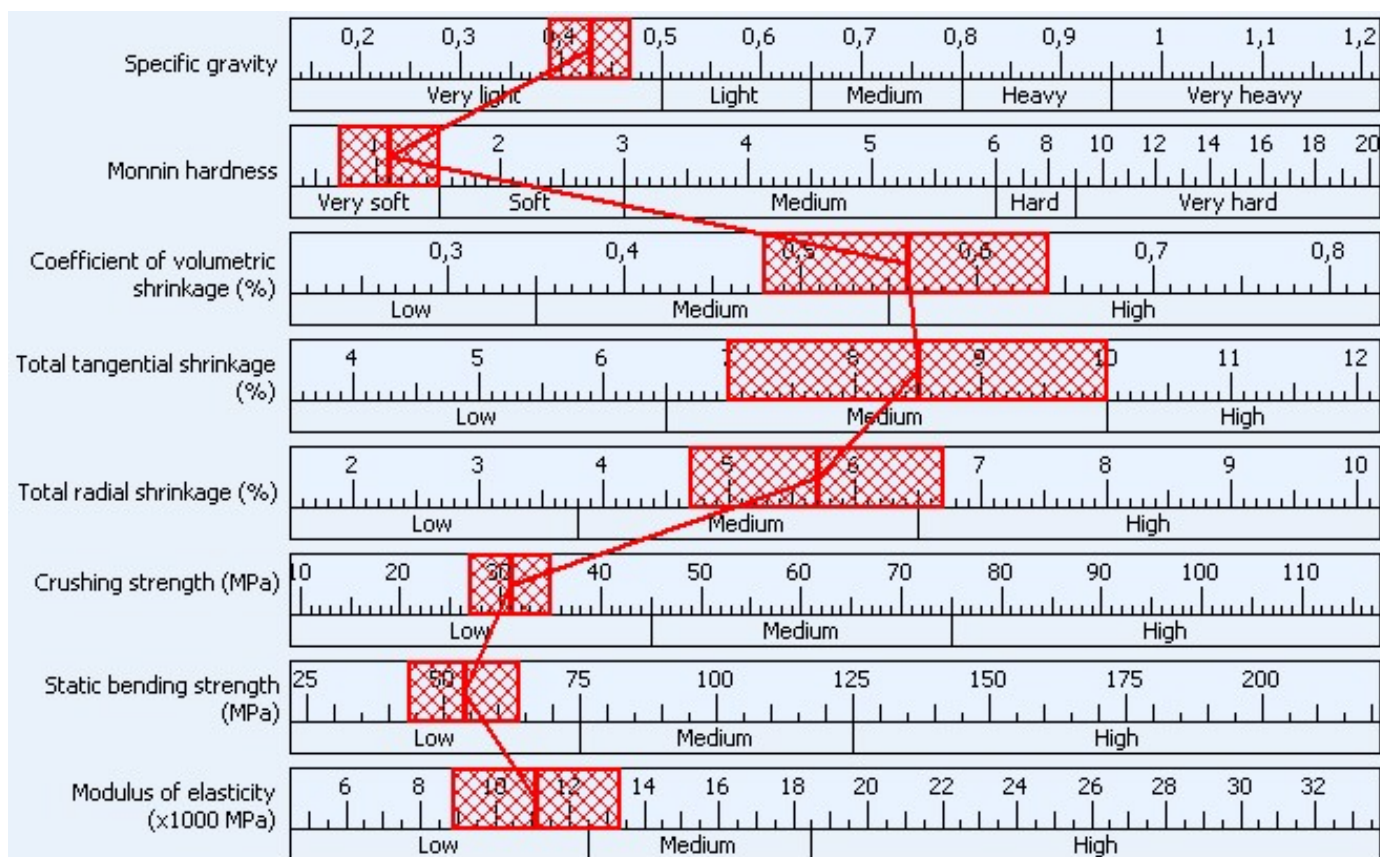 0,2 0,3 0,4 0,5 0,6 0,7 0,8 0,9 1 1,1 1,2
Specific gravity
Very light Light Medium Heavy Very heavy
1 2 3 4 5 6 8 10 12 14 16 18 20
Monnin hardness
Very soft Soft Medium Hard Very hard
0,3 0,4 0,5 0,6 0,7 0,8
Coefficient of volumetric
shrinkage (%)
Low Medium High
4 5 6 7 8 9 10 11 12
Total tangential shrinkage
(%)
Low Medium High
2 3 4 5 6 7 8 9 10
Total radial shrinkage (%)
Low Medium High
10 20 30 40 50 60 70 80 90 100 110
Crushing strength (MPa)
Low Medium High
25 50 75 100 125 150 175 200
Static bending strength
(MPa)
Low Medium High
6 8 10 12 14 16 18 20 22 24 26 28 30 32
Modulus of elasticity
(x1000 MPa)
Low Medium High